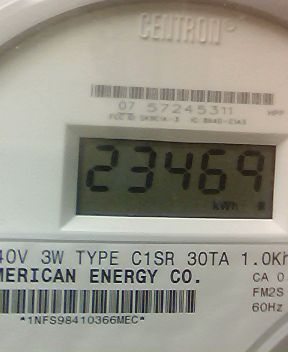 CENTRON®
07 57245311
23469
kWh
40V 3W TYPE C1SR 30TA 1.0Kh
MERICAN ENERGY CO.
CA 0
FM2S
60Hz
*1NFS98410366MEC*